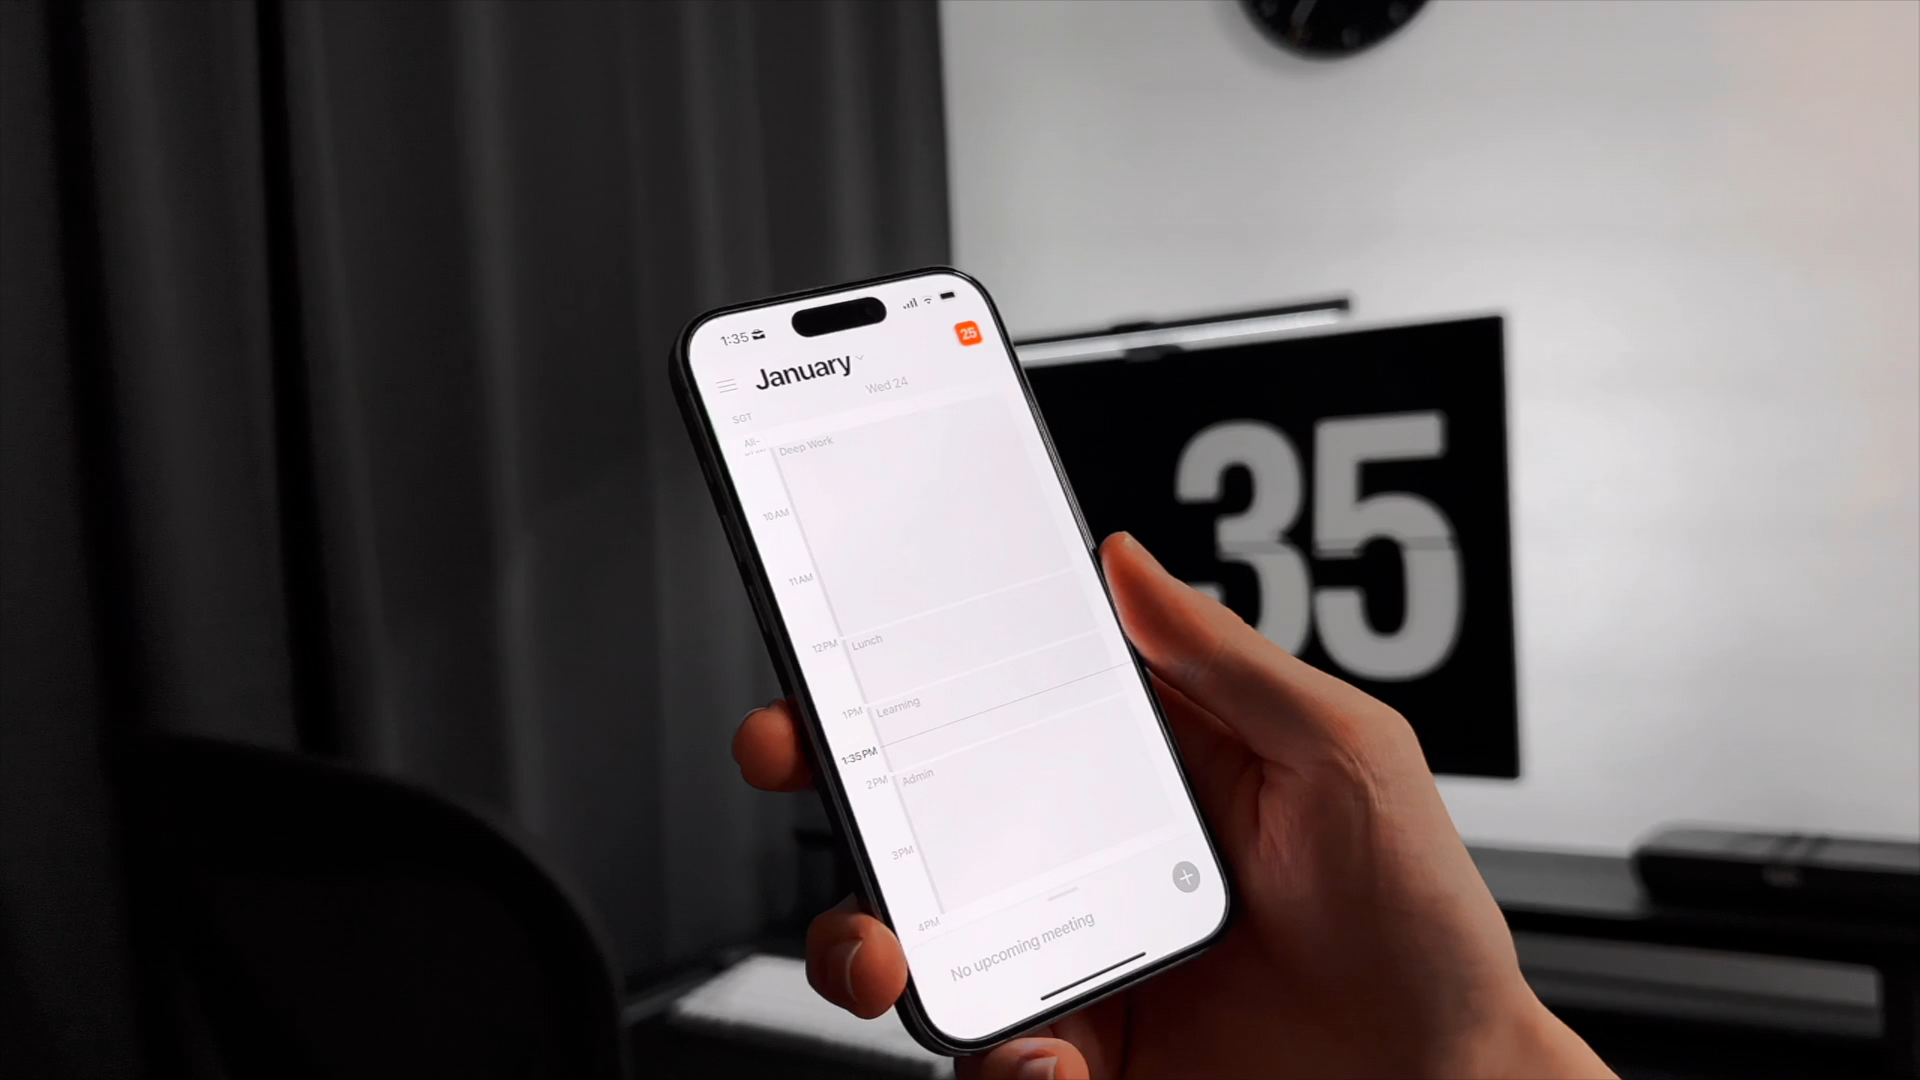 1:35
25
January
Wed 24
SGT
All-
Deep Work
10AM
11AM
12PM
Lunch
1PM
Learning
1:35PM
2PM
Admin
3PM
4PM
No upcoming meeting
35